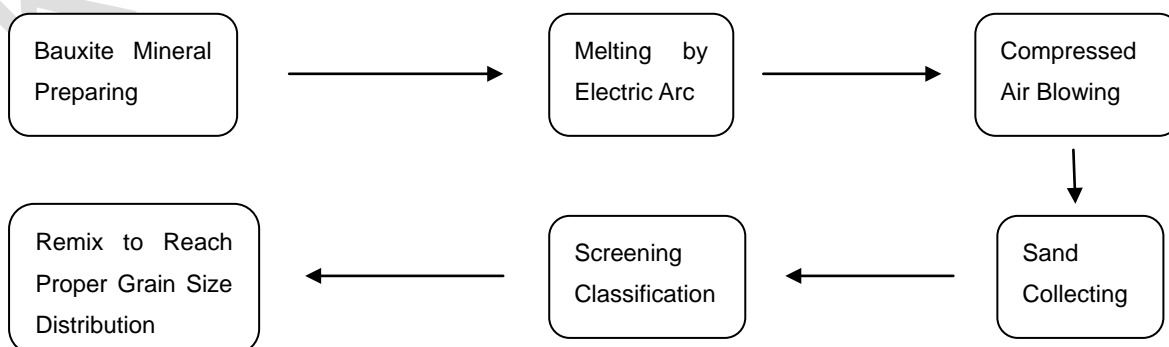 Bauxite Mineral
Preparing
Melting by
Electric Arc
Compressed
Air Blowing
Sand
Collecting
Screening
Classification
Remix to Reach
Proper Grain Size
Distribution